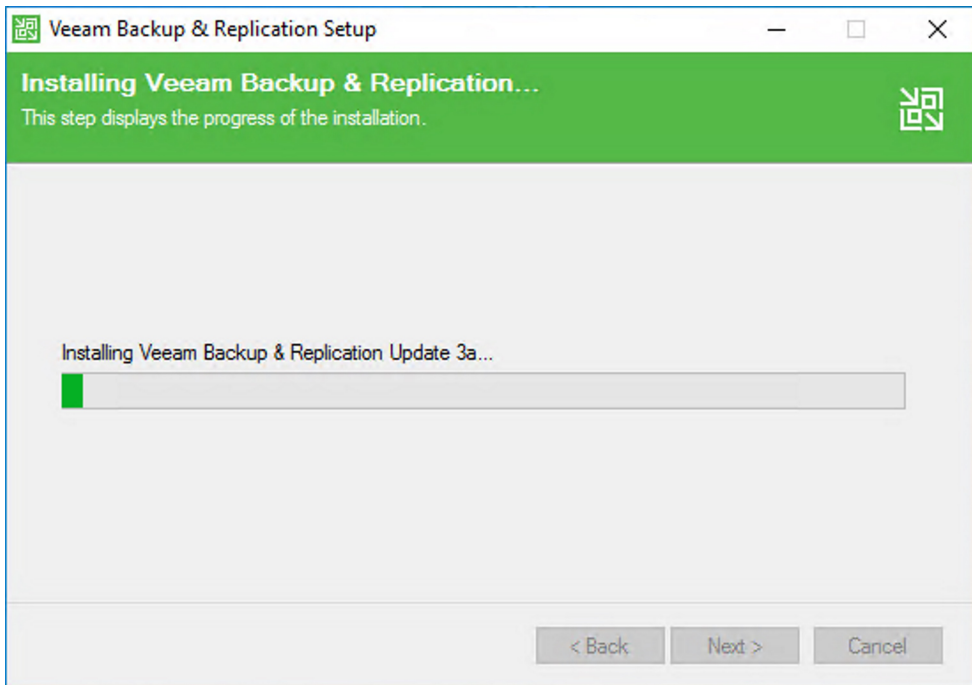 Veeam Backup & Replication Setup
Installing Veeam Backup & Replication...
This step displays the progress of the installation.
Installing Veeam Backup & Replication Update 3a...
< Back
Next >
Cancel